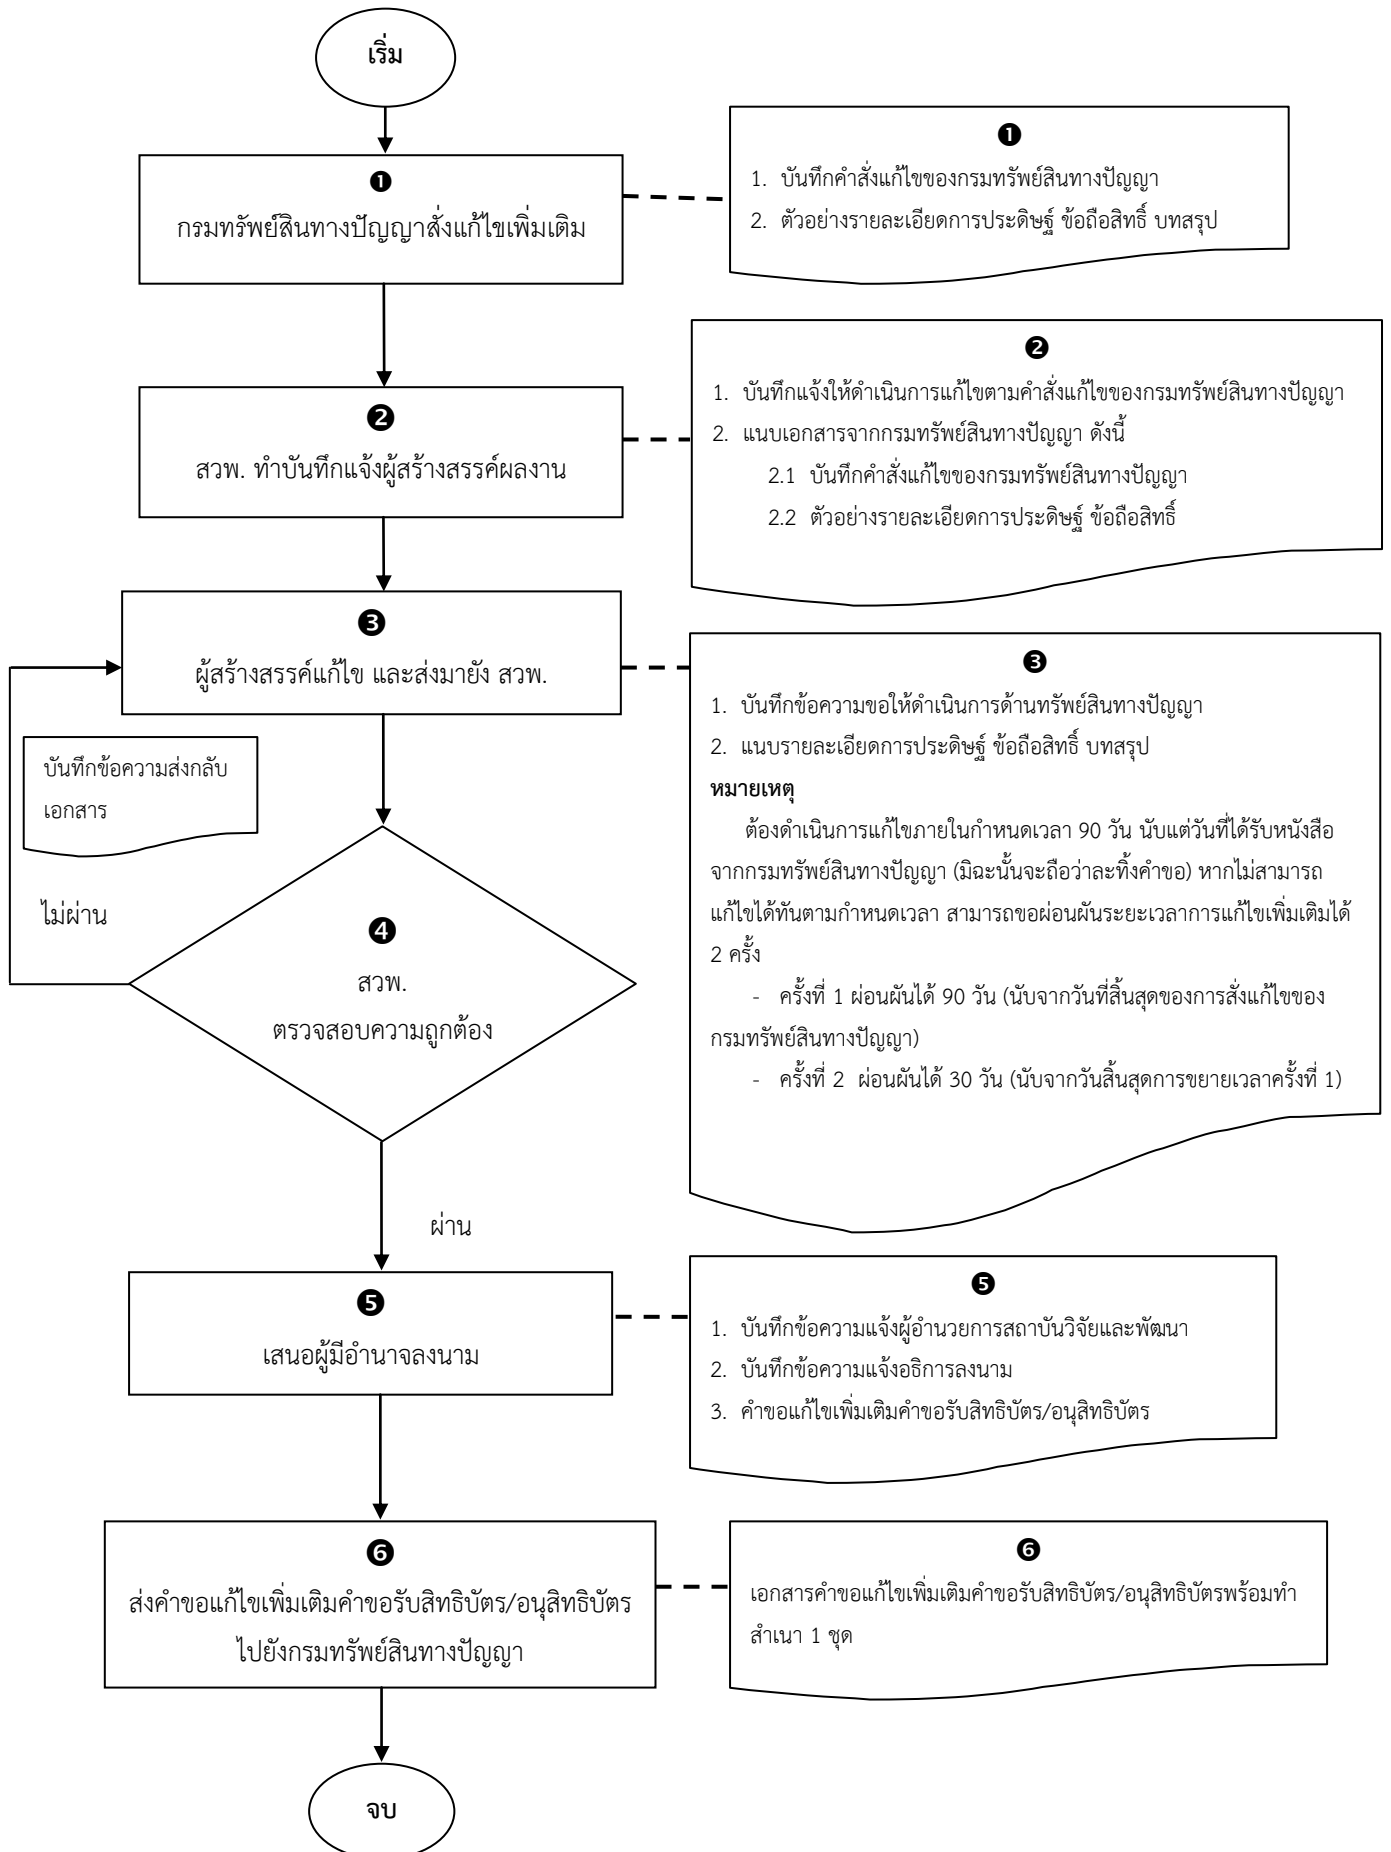 เริ่ม
❶
กรมทรัพย์สินทางปัญญาสั่งแก้ไขเพิ่มเติม
❶
1. บันทึกคำสั่งแก้ไขของกรมทรัพย์สินทางปัญญา
2. ตัวอย่างรายละเอียดการประดิษฐ์ ข้อถือสิทธิ์ บทสรุป
❷
สวพ. ทำบันทึกแจ้งผู้สร้างสรรค์ผลงาน
❷
1. บันทึกแจ้งให้ดำเนินการแก้ไขตามคำสั่งแก้ไขของกรมทรัพย์สินทางปัญญา
2. แนบเอกสารจากกรมทรัพย์สินทางปัญญา ดังนี้
2.1 บันทึกคำสั่งแก้ไขของกรมทรัพย์สินทางปัญญา
2.2 ตัวอย่างรายละเอียดการประดิษฐ์ ข้อถือสิทธิ์
❸
ผู้สร้างสรรค์แก้ไข และส่งมายัง สวพ.
❸
1. บันทึกข้อความขอให้ดำเนินการด้านทรัพย์สินทางปัญญา
2. แนบรายละเอียดการประดิษฐ์ ข้อถือสิทธิ์ บทสรุป
หมายเหตุ
ต้องดำเนินการแก้ไขภายในกำหนดเวลา 90 วัน นับแต่วันที่ได้รับหนังสือ
จากกรมทรัพย์สินทางปัญญา (มิฉะนั้นจะถือว่าละทิ้งคำขอ) หากไม่สามารถ
แก้ไขได้ทันตามกำหนดเวลา สามารถขอผ่อนผันระยะเวลาการแก้ไขเพิ่มเติมได้
2 ครั้ง
- ครั้งที่ 1 ผ่อนผันได้ 90 วัน (นับจากวันที่สิ้นสุดของการสั่งแก้ไขของ
กรมทรัพย์สินทางปัญญา)
- ครั้งที่ 2 ผ่อนผันได้ 30 วัน (นับจากวันสิ้นสุดการขยายเวลาครั้งที่ 1)
บันทึกข้อความส่งกลับ
เอกสาร
ไม่ผ่าน
❹
สวพ.
ตรวจสอบความถูกต้อง
ผ่าน
❺
เสนอผู้มีอำนาจลงนาม
❺
1. บันทึกข้อความแจ้งผู้อำนวยการสถาบันวิจัยและพัฒนา
2. บันทึกข้อความแจ้งอธิการลงนาม
3. คำขอแก้ไขเพิ่มเติมคำขอรับสิทธิบัตร/อนุสิทธิบัตร
❻
ส่งคำขอแก้ไขเพิ่มเติมคำขอรับสิทธิบัตร/อนุสิทธิบัตร
ไปยังกรมทรัพย์สินทางปัญญา
❻
เอกสารคำขอแก้ไขเพิ่มเติมคำขอรับสิทธิบัตร/อนุสิทธิบัตรพร้อมทำ
สำเนา 1 ชุด
จบ